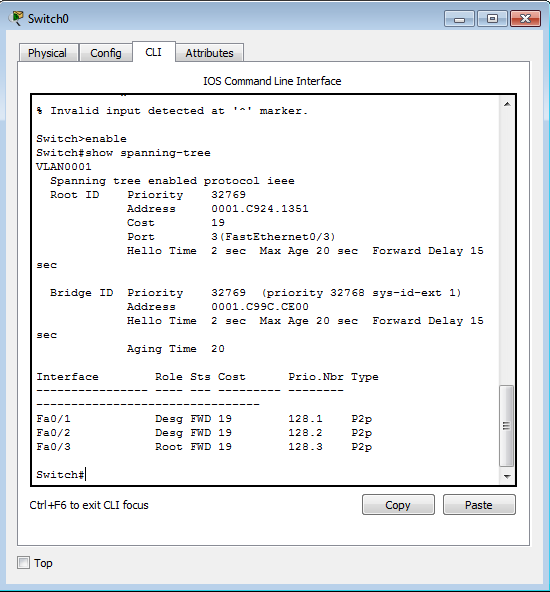 Switch0
Physical Config CLI Attributes
IOS Command Line Interface
% Invalid input detected at '^' marker.
Switch>enable
Switch#show spanning-tree
VLAN0001
  Spanning tree enabled protocol ieee
  Root ID    Priority    32769
             Address     0001.C924.1351
             Cost        19
             Port        3(FastEthernet0/3)
             Hello Time  2 sec  Max Age 20 sec  Forward Delay 15
sec
  Bridge ID  Priority    32769  (priority 32768 sys-id-ext 1)
             Address     0001.C99C.CE00
             Hello Time  2 sec  Max Age 20 sec  Forward Delay 15
sec
             Aging Time  20
Interface        Role Sts Cost      Prio.Nbr Type
---------------- ---- --- --------- --------
--------------------------------
Fa0/1            Desg FWD 19        128.1    P2p
Fa0/2            Desg FWD 19        128.2    P2p
Fa0/3            Root FWD 19        128.3    P2p
Switch#
Ctrl+F6 to exit CLI focus Copy Paste
Top